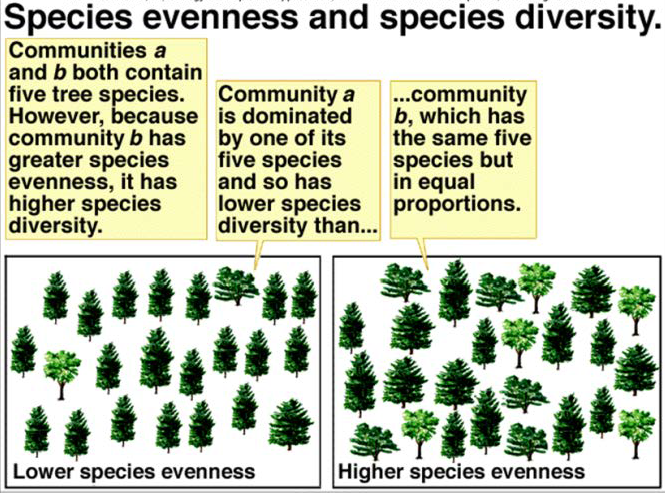 Species evenness and species diversity.
Communities a
and b both contain
five tree species.
However, because
community b has
greater species
evenness, it has
higher species
diversity.
Community a
is dominated
by one of its
five species
and so has
lower species
diversity than...
...community
b, which has
the same five
species but
in equal
proportions.
Lower species evenness
Higher species evenness